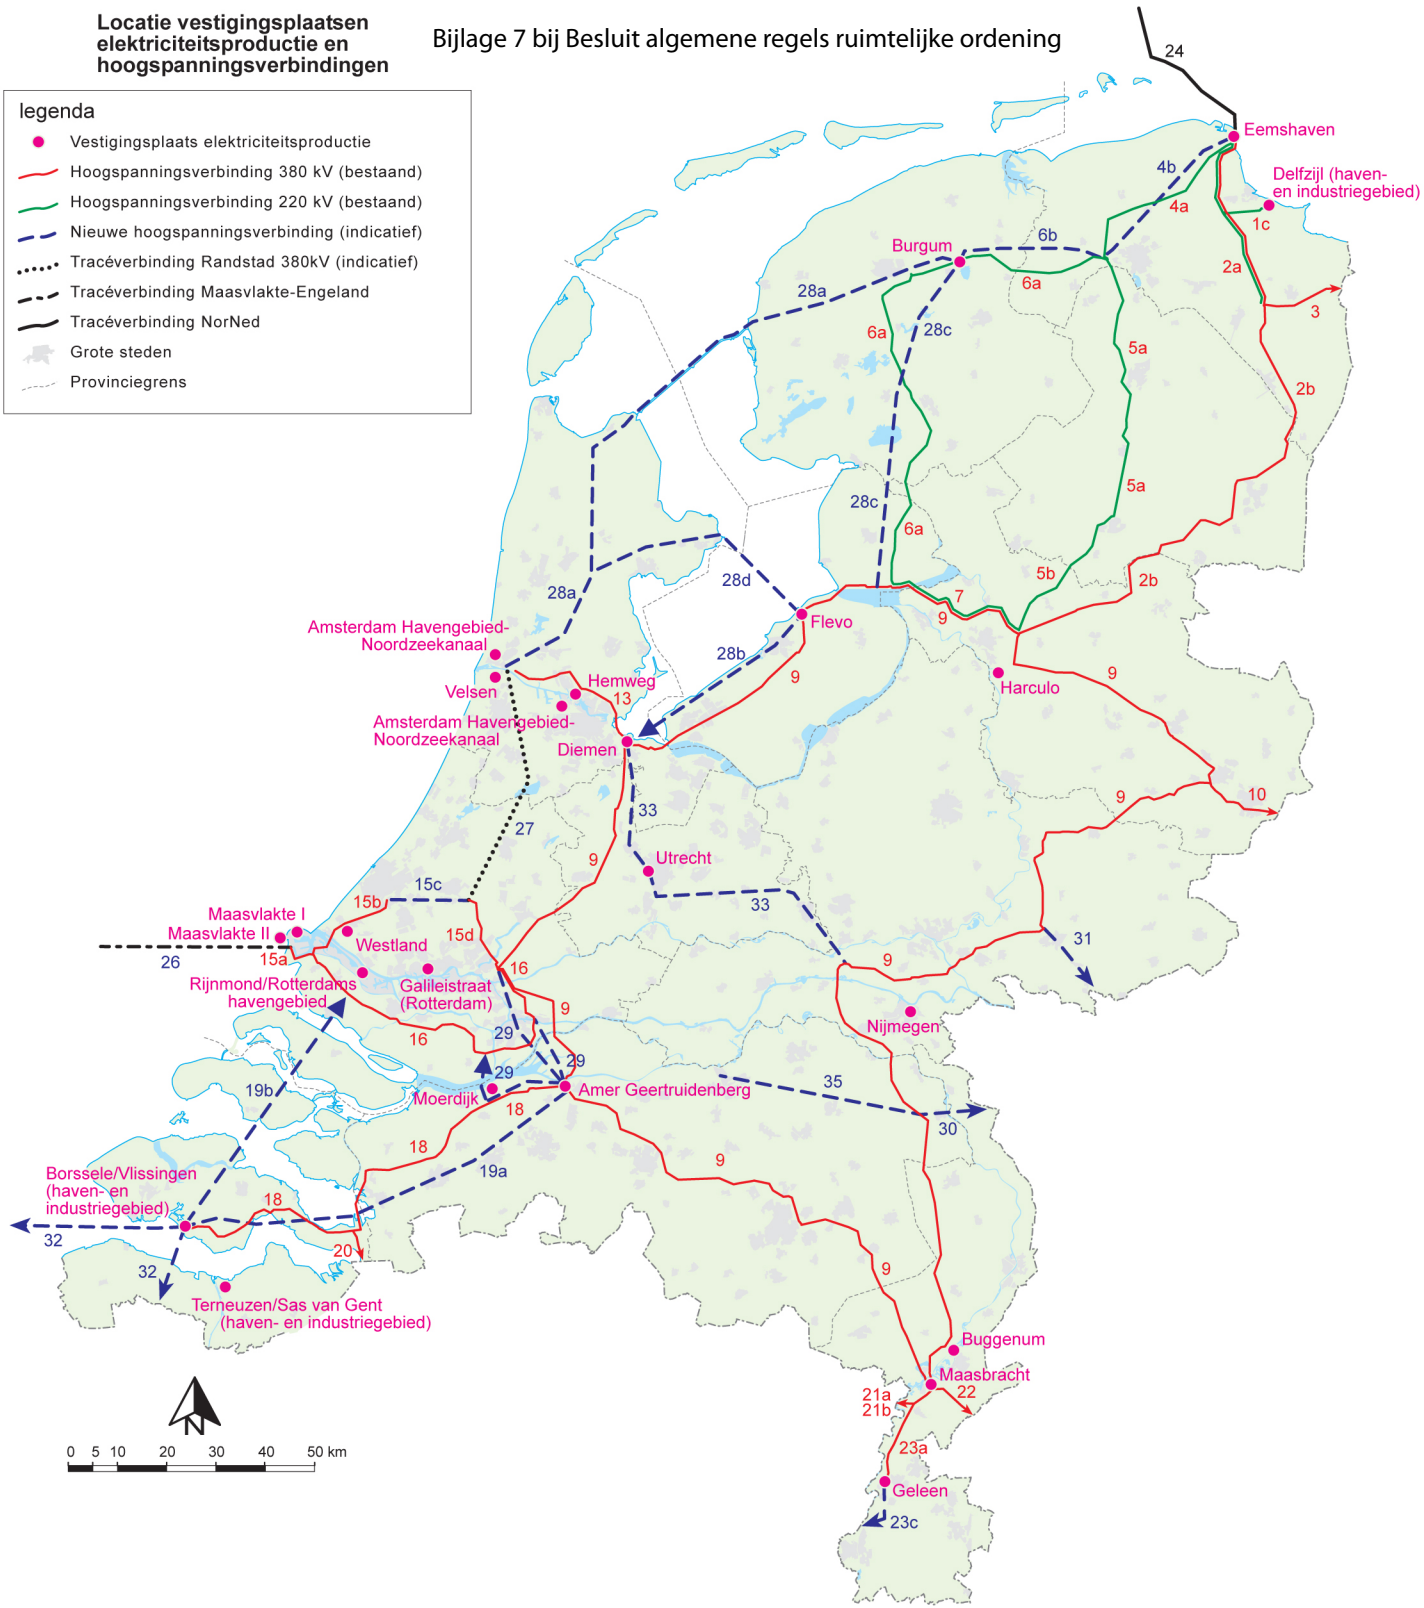 Locatie vestigingsplaatsen
elektriciteitsproductie en
hoogspanningsverbindingen
Bijlage 7 bij Besluit algemene regels ruimtelijke ordening
legenda
Vestigingsplaats elektriciteitsproductie
Hoogspanningsverbinding 380 kV (bestaand)
Hoogspanningsverbinding 220 kV (bestaand)
Nieuwe hoogspanningsverbinding (indicatief)
Tracéverbinding Randstad 380kV (indicatief)
Tracéverbinding Maasvlakte-Engeland
Tracéverbinding NorNed
Grote steden
Provinciegrens
24
Eemshaven
4b
Delfzijl (haven-
en industriegebied)
4a
1c
6b
Burgum
2a
6a
28a
3
28c
6a
5a
2b
5a
28c
6a
5b
2b
28d
7
9
28a
Flevo
Amsterdam Havengebied-
Noordzeekanaal
28b
9
9
Harculo
Velsen
Hemweg
13
Amsterdam Havengebied-
Noordzeekanaal
Diemen
9
10
33
27
9
Utrecht
15c
15b
33
Maasvlakte I
Maasvlakte II
Westland
15d
31
26
15a
9
16
Rijnmond/Rotterdams
havengebied
Galileistraat
(Rotterdam)
9
Nijmegen
16
29
29
29
35
19b
Moerdijk
Amer Geertruidenberg
18
30
18
9
19a
Borssele/Vlissingen
(haven- en
industriegebied)
18
32
20
32
9
Terneuzen/Sas van Gent
(haven- en industriegebied)
Buggenum
Maasbracht
21a
21b
22
N
23a
0 5 10 20 30 40 50 km
Geleen
23c